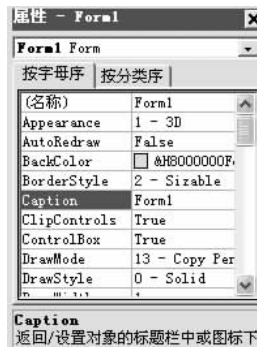 属性 - Form1
Form1 Form
按字母序 按分类序
(名称) Form1
Appearance 1 - 3D
AutoRedraw False
BackColor &H8000000F
BorderStyle 2 - Sizable
Caption Form1
ClipControls True
ControlBox True
DrawMode 13 - Copy Per
DrawStyle 0 - Solid
Caption
返回/设置对象的标题栏中或图标下